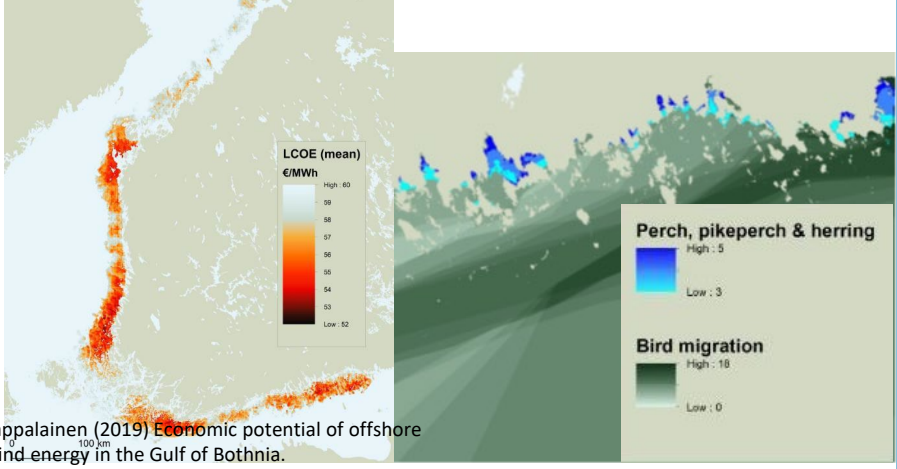 LCOE (mean)
€/MWh
High : 60
59
58
57
56
55
54
53
Low : 52
Perch, pikeperch & herring
High : 5
Low : 3
Bird migration
High : 18
Low : 0
0 100 km
appalainen (2019) Economic potential of offshore
ind energy in the Gulf of Bothnia.